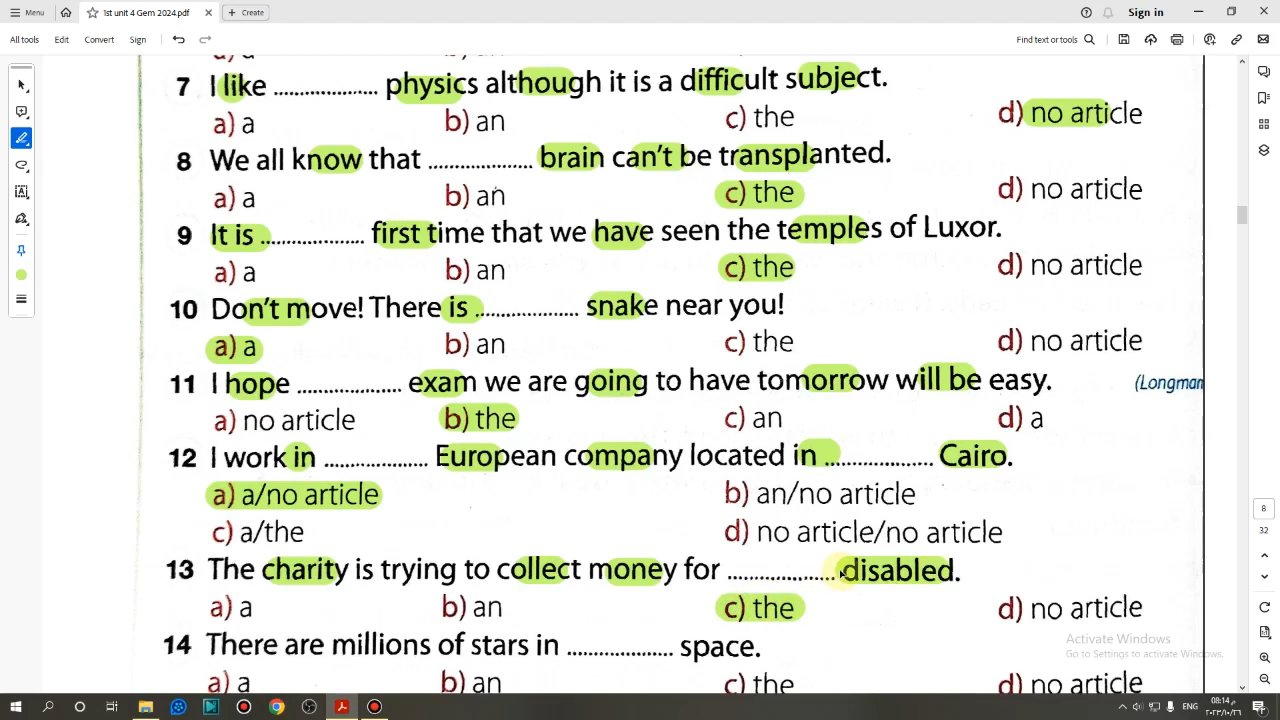 Menu
1st unit 4 Gem 2024.pdf
Create
Sign in
All tools Edit Convert Sign
Find text or tools
7 I like .................... physics although it is a difficult subject.
a) a b) an c) the d) no article
8 We all know that .................... brain can't be transplanted.
a) a b) an c) the d) no article
9 It is .................... first time that we have seen the temples of Luxor.
a) a b) an c) the d) no article
10 Don't move! There is .................... snake near you!
a) a b) an c) the d) no article
11 I hope .................... exam we are going to have tomorrow will be easy. (Longman
a) no article b) the c) an d) a
12 I work in .................... European company located in .................... Cairo.
a) a/no article b) an/no article
c) a/the d) no article/no article
13 The charity is trying to collect money for .................... disabled.
a) a b) an c) the d) no article
14 There are millions of stars in .................... space.
a) a b) an c) the d) no article
8
32
Activate Windows
Go to Settings to activate Windows.
ENG
08:14 م
٢٠٢٣/١٠/٢٦